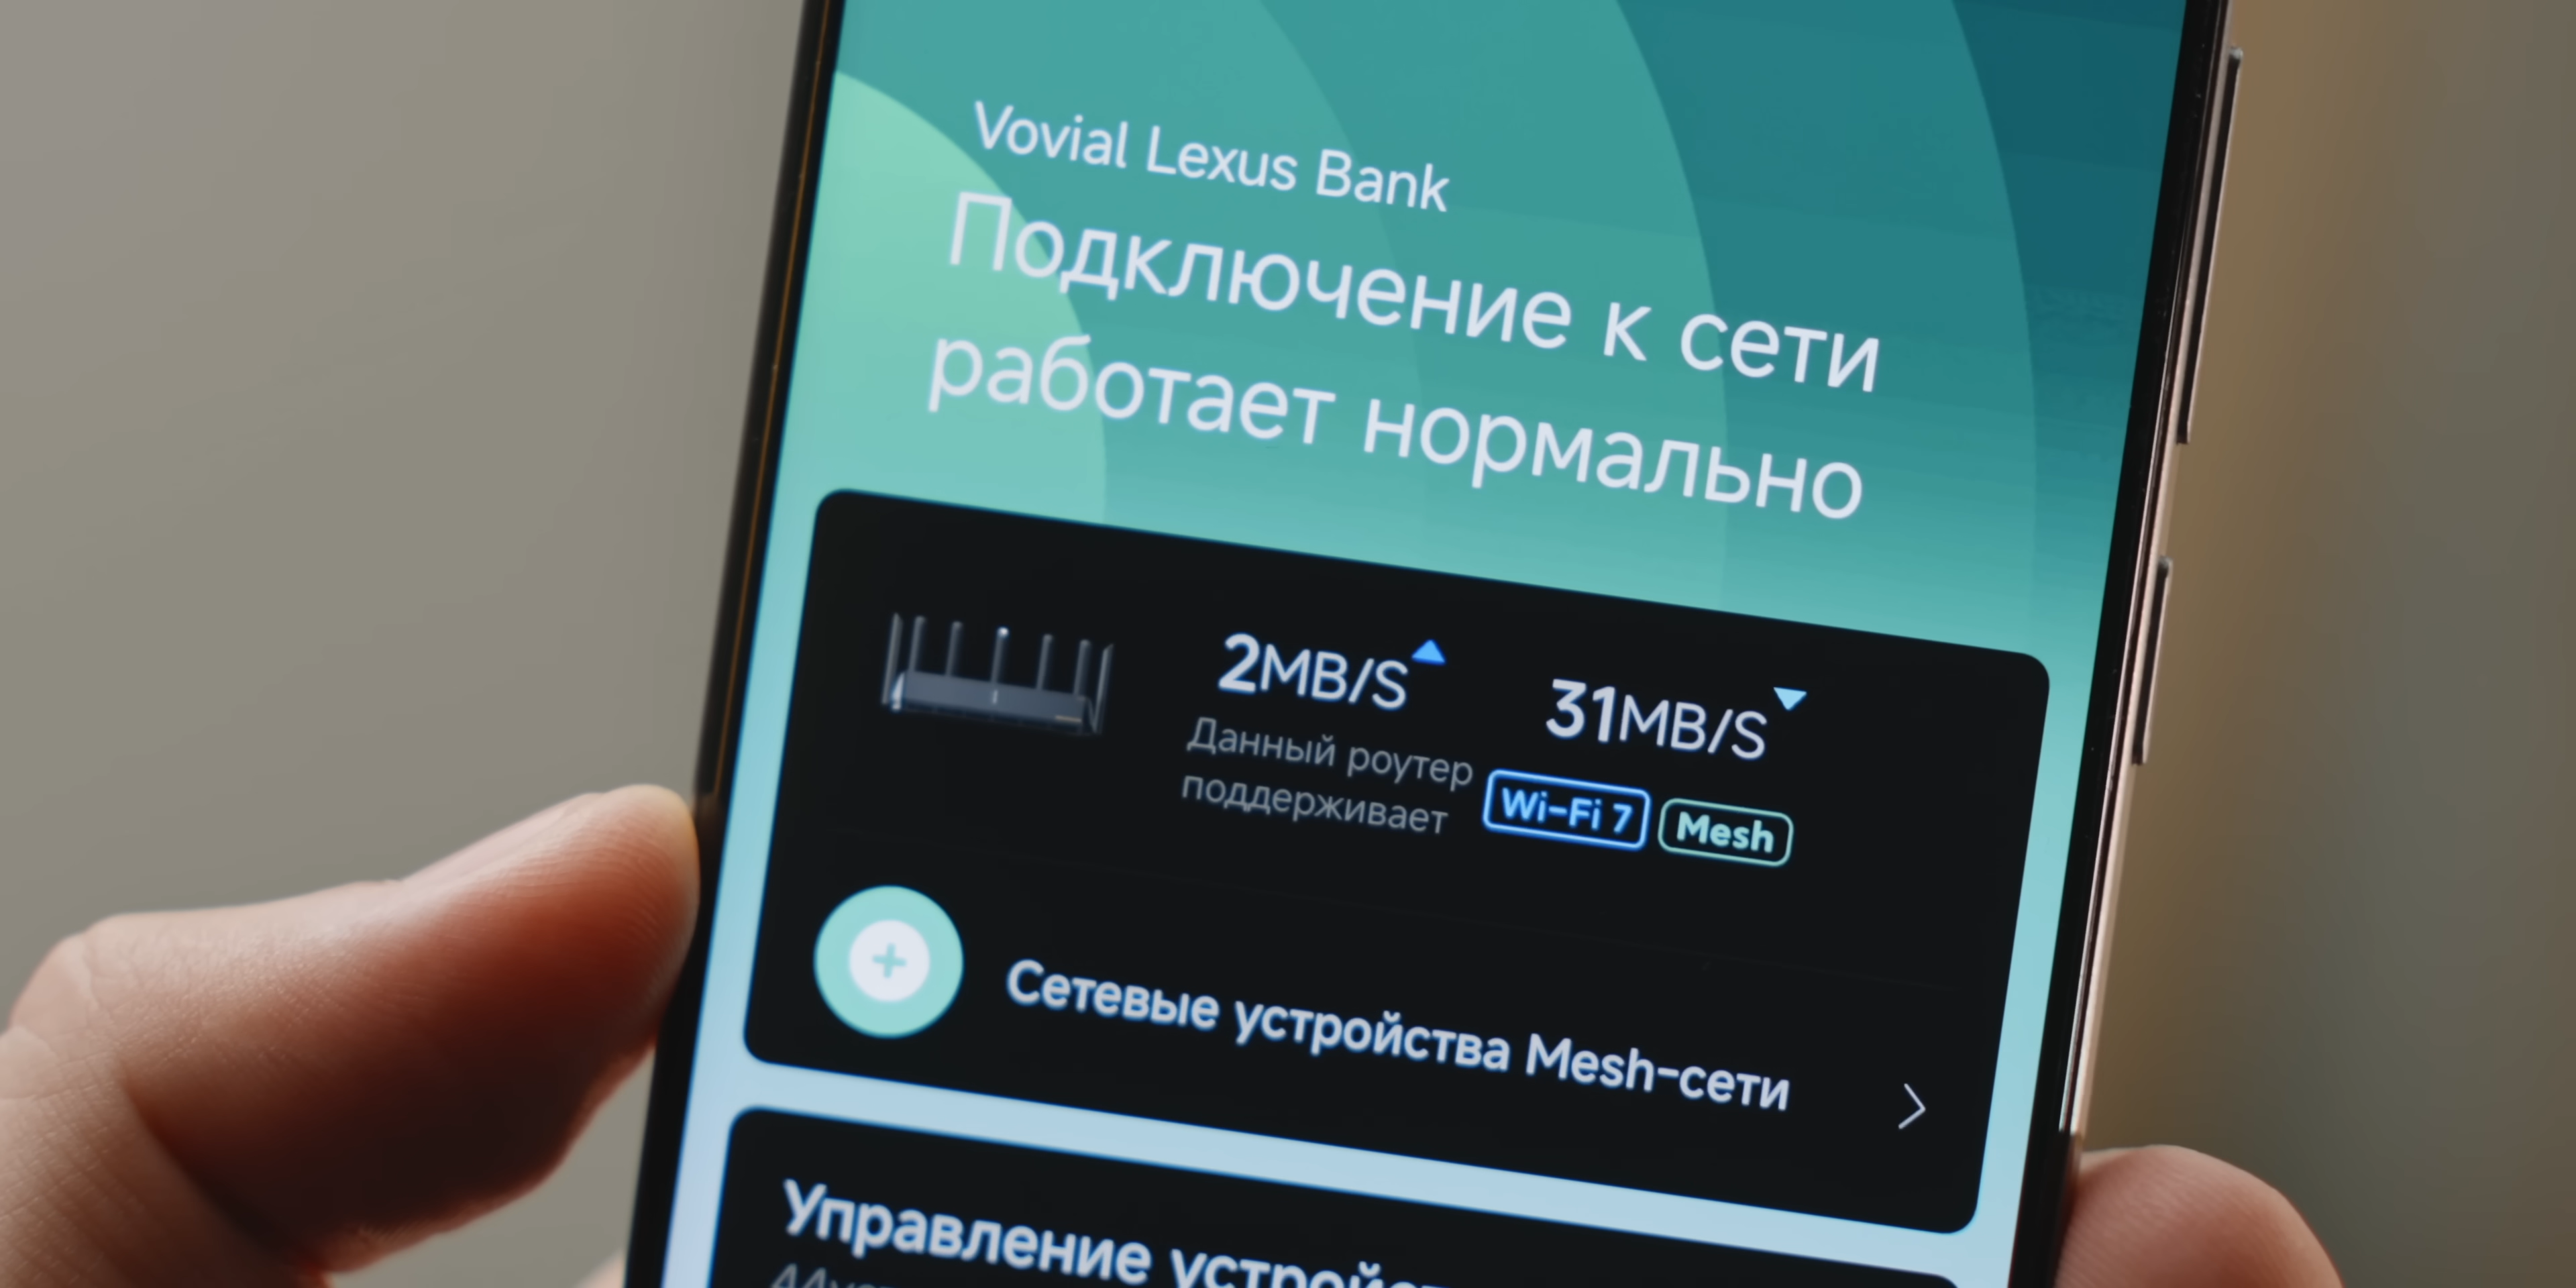 Vovial Lexus Bank
Подключение к сети
работает нормально
2MB/S
31MB/S
Данный роутер
поддерживает
Wi-Fi 7
Mesh
Сетевые устройства Mesh-сети
Управление